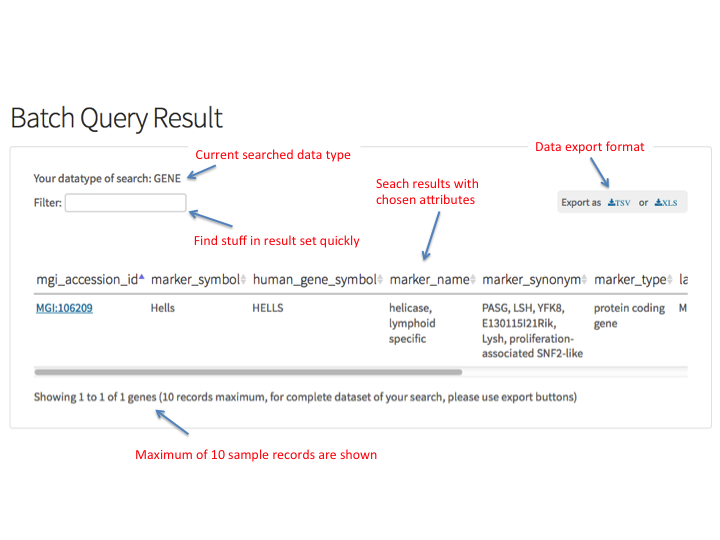 Batch Query Result
Current searched data type
Data export format
Your datatype of search: GENE
Seach results with
chosen attributes
Filter:
Export as TSV or XLS
Find stuff in result set quickly
mgi_accession_id marker_symbol human_gene_symbol marker_name marker_synonym marker_type la
MGI:106209 Hells HELLS helicase, PASG, LSH, YFK8, protein coding M
lymphoid E130115I21Rik, gene
specific Lysh, proliferation-
associated SNF2-like
Showing 1 to 1 of 1 genes (10 records maximum, for complete dataset of your search, please use export buttons)
Maximum of 10 sample records are shown